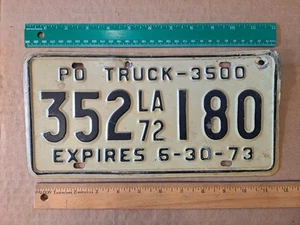 PO TRUCK-3500
352 LA 72 180
EXPIRES 6-30-73